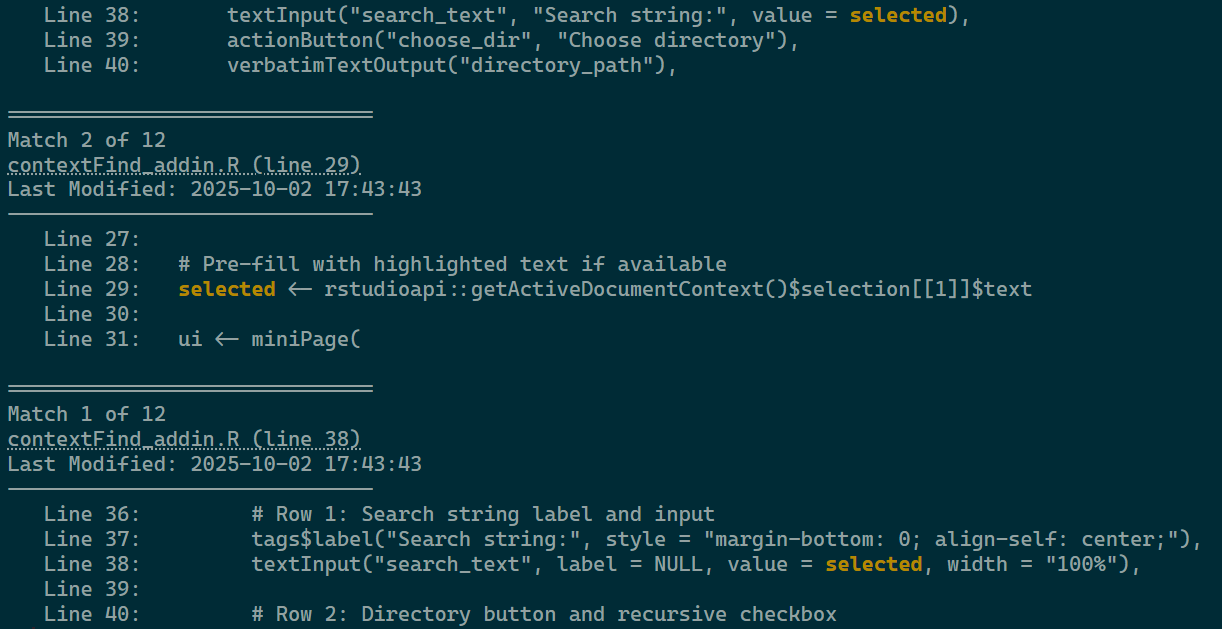 Line 38:       textInput("search_text", "Search string:", value = selected),
Line 39:       actionButton("choose_dir", "Choose directory"),
Line 40:       verbatimTextOutput("directory_path"),
==============================
Match 2 of 12
contextFind_addin.R (line 29)
Last Modified: 2025-10-02 17:43:43
------------------------------
Line 27:
Line 28:   # Pre-fill with highlighted text if available
Line 29:   selected <- rstudioapi::getActiveDocumentContext()$selection[[1]]$text
Line 30:
Line 31:   ui <- miniPage(
==============================
Match 1 of 12
contextFind_addin.R (line 38)
Last Modified: 2025-10-02 17:43:43
------------------------------
Line 36:         # Row 1: Search string label and input
Line 37:         tags$label("Search string:", style = "margin-bottom: 0; align-self: center;"),
Line 38:         textInput("search_text", label = NULL, value = selected, width = "100%"),
Line 39:
Line 40:         # Row 2: Directory button and recursive checkbox